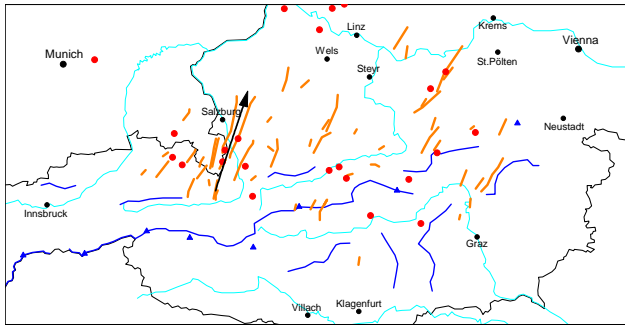 Krems
Linz
Munich
Vienna
Wels
St.Pölten
Steyr
Salzburg
Neustadt
Innsbruck
Graz
Villach
Klagenfurt